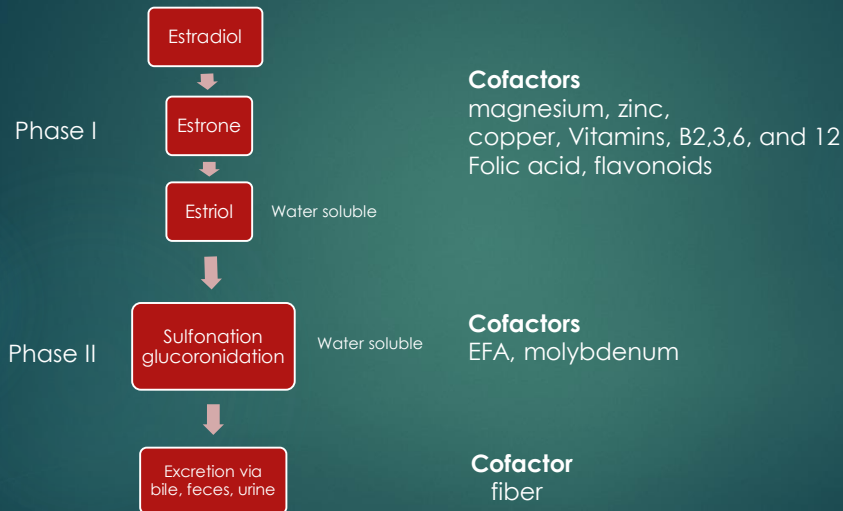 Estradiol
Cofactors
magnesium, zinc,
copper, Vitamins, B2,3,6, and 12
Folic acid, flavonoids
Phase I
Estrone
Estriol
Water soluble
Phase II
Sulfonation
glucoronidation
Water soluble
Cofactors
EFA, molybdenum
Excretion via
bile, feces, urine
Cofactor
fiber